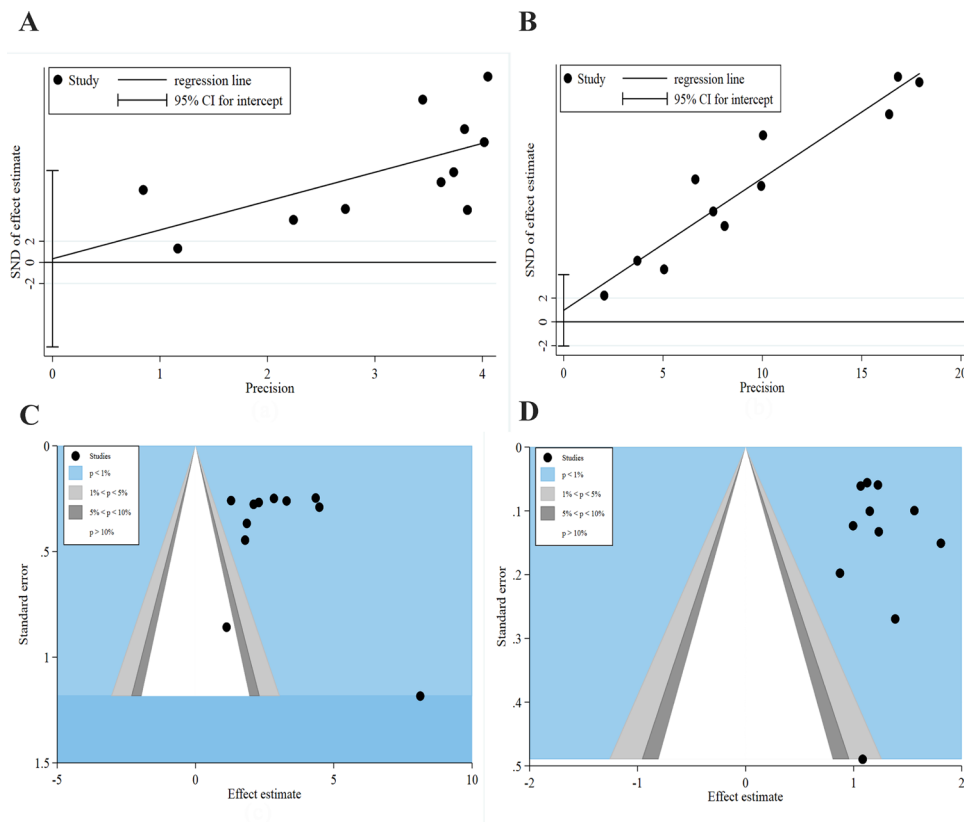 A
Study
regression line
95% CI for intercept
SND of effect estimate
2
0
-2
0
1
2
3
4
Precision
B
Study
regression line
95% CI for intercept
SND of effect estimate
2
0
-2
0
5
10
15
20
Precision
C
Studies
p < 1%
1% < p < 5%
5% < p < 10%
p > 10%
Standard error
0
.5
1
1.5
-5
0
5
10
Effect estimate
D
Studies
p < 1%
1% < p < 5%
5% < p < 10%
p > 10%
Standard error
0
.1
.2
.3
.4
.5
-2
-1
0
1
2
Effect estimate